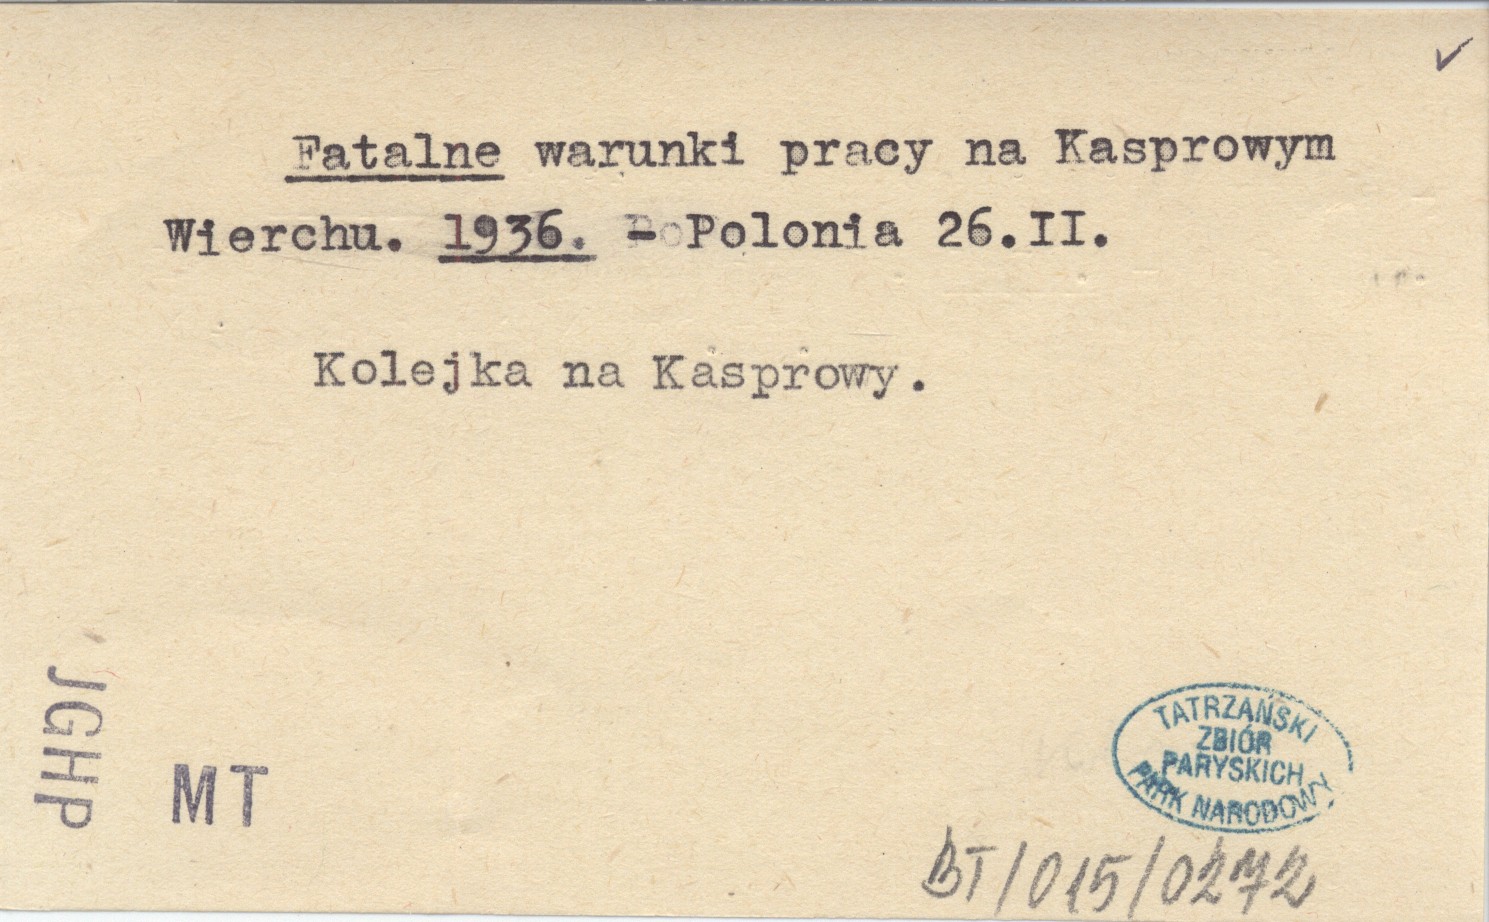 Fatalne warunki pracy na Kasprowym
Wierchu. 1936. - Polonia 26.II.
Kolejka na Kasprowy.
JGHP
MT
TATRZAŃSKI
ZBIÓR
PARYSKICH
PARK NARODOWY
BT/015/0272